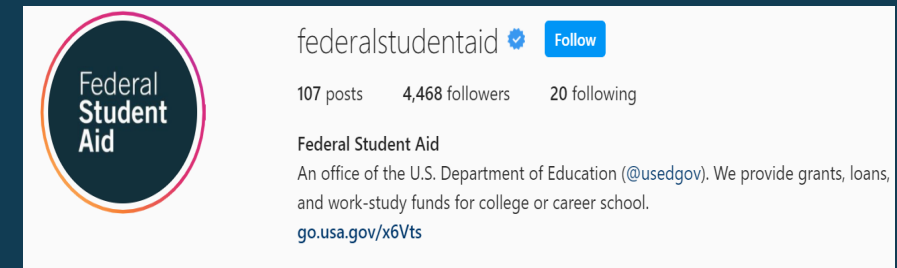 Federal
Student
Aid
federalstudentaid Follow
107 posts 4,468 followers 20 following
Federal Student Aid
An office of the U.S. Department of Education (@usedgov). We provide grants, loans,
and work-study funds for college or career school.
go.usa.gov/x6Vts